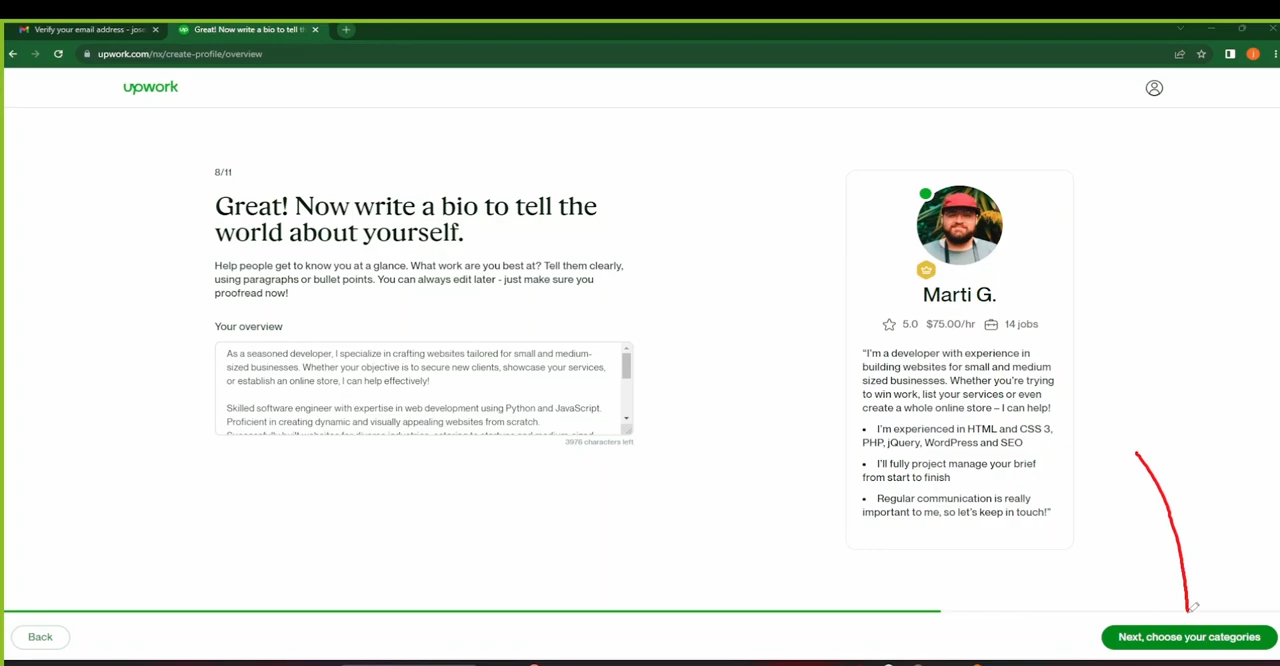 Verify your email address - jose
Great! Now write a bio to tell th
upwork.com/nx/create-profile/overview
upwork
8/11
Great! Now write a bio to tell the
world about yourself.
Help people get to know you at a glance. What work are you best at? Tell them clearly,
using paragraphs or bullet points. You can always edit later - just make sure you
proofread now!
Your overview
As a seasoned developer, I specialize in crafting websites tailored for small and medium-
sized businesses. Whether your objective is to secure new clients, showcase your services,
or establish an online store, I can help effectively!
Skilled software engineer with expertise in web development using Python and JavaScript.
Proficient in creating dynamic and visually appealing websites from scratch.
3976 characters left
Marti G.
5.0 $75.00/hr 14 jobs
"I'm a developer with experience in
building websites for small and medium
sized businesses. Whether you're trying
to win work, list your services or even
create a whole online store – I can help!
• I'm experienced in HTML and CSS 3,
PHP, jQuery, WordPress and SEO
• I'll fully project manage your brief
from start to finish
• Regular communication is really
important to me, so let's keep in touch!"
Back
Next, choose your categories